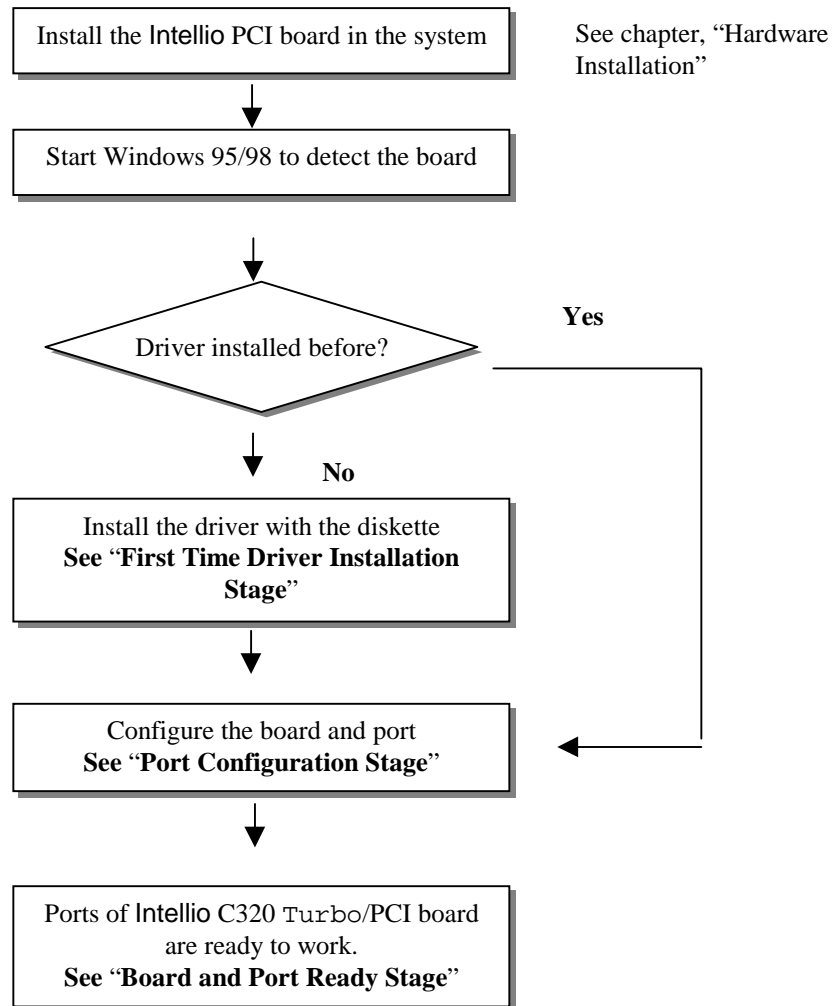 Install the Intellio PCI board in the system
See chapter, “Hardware
Installation”
Start Windows 95/98 to detect the board
Yes
Driver installed before?
No
Install the driver with the diskette
See “First Time Driver Installation
Stage”
Configure the board and port
See “Port Configuration Stage”
Ports of Intellio C320 Turbo/PCI board
are ready to work.
See “Board and Port Ready Stage”